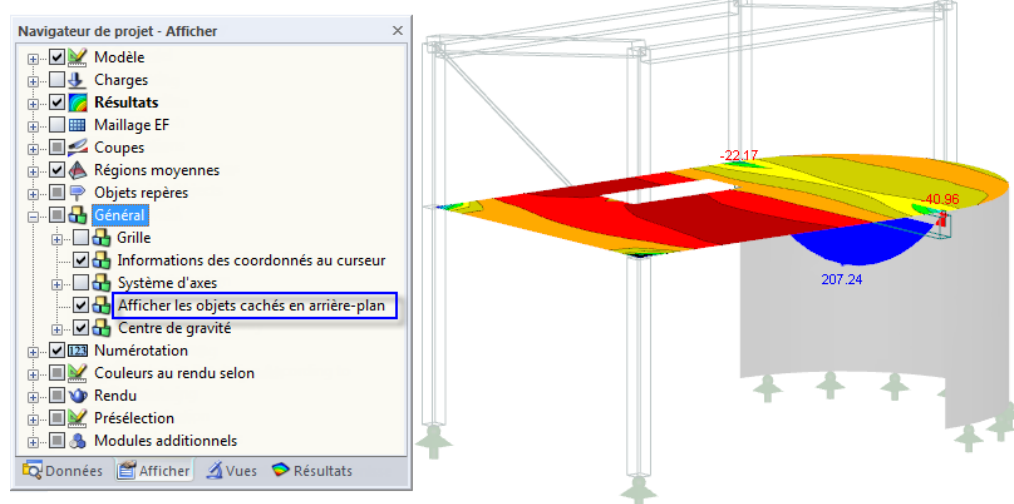 Navigateur de projet - Afficher
Modèle
Charges
Résultats
Maillage EF
Coupes
Régions moyennes
Objets repères
Général
Grille
Informations des coordonnés au curseur
Système d'axes
Afficher les objets cachés en arrière-plan
Centre de gravité
123 Numérotation
Couleurs au rendu selon
Rendu
Présélection
Modules additionnels
Données Afficher Vues Résultats
-22.17
-40.96
207.24